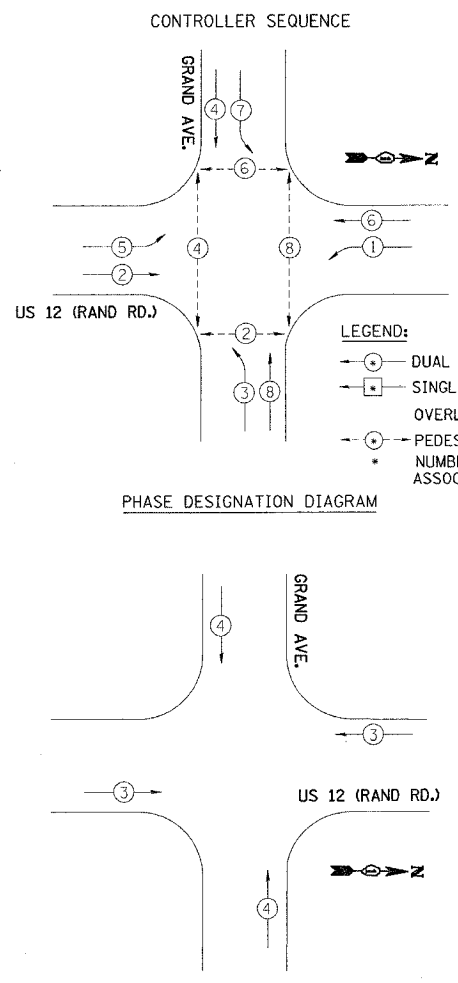 CONTROLLER SEQUENCE
GRAND AVE.
4 7
6
N
6
5
4
8
1
2
US 12 (RAND RD.)
2
LEGEND:
* DUAL
3 8
* SINGL
OVERL
* PEDES
* NUMBE
ASSOC
PHASE DESIGNATION DIAGRAM
GRAND AVE.
4
3
3
US 12 (RAND RD.)
N
4